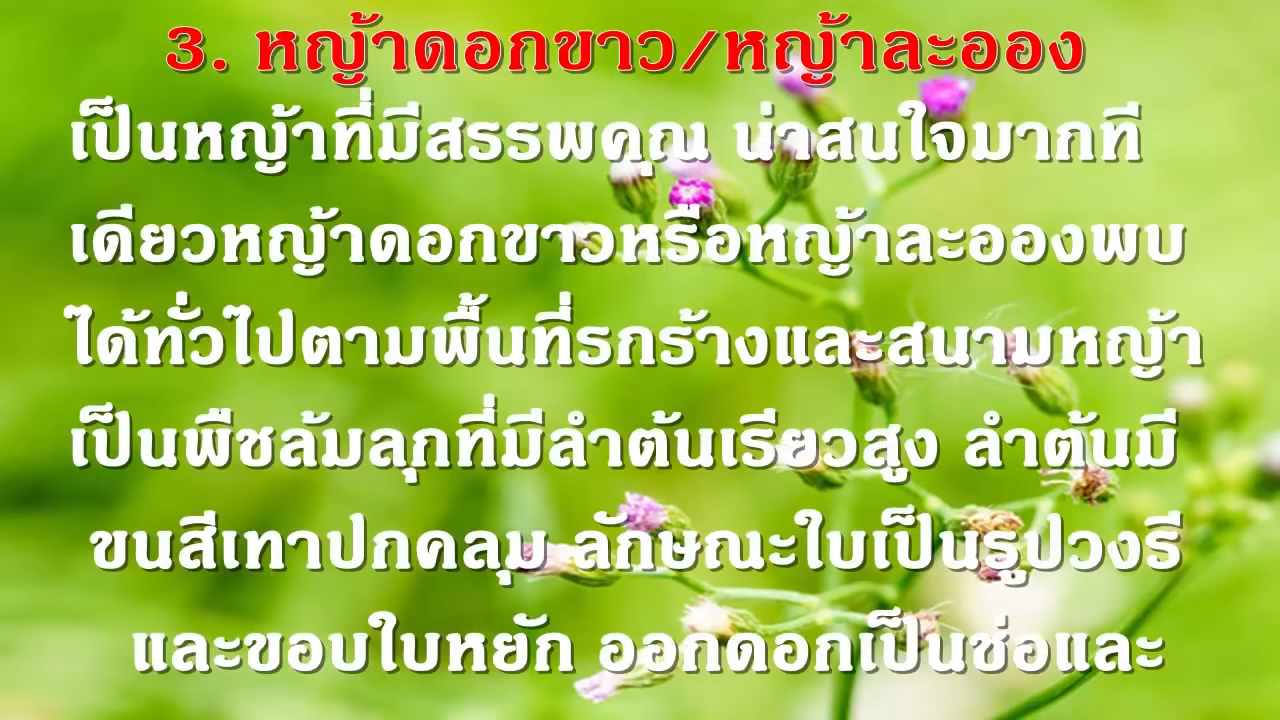 3. หญ้าดอกขาว/หญ้าละออง
เป็นหญ้าที่มีสรรพคุณ น่าสนใจมากที
เดียวหญ้าดอกขาวหรือหญ้าละอองพบ
ได้ทั่วไปตามพื้นที่รกร้างและสนามหญ้า
เป็นพืชล้มลุกที่มีลำต้นเรียวสูง ลำต้นมี
ขนสีเทาปกคลุม ลักษณะใบเป็นรูปวงรี
และขอบใบหยัก ออกดอกเป็นช่อและ